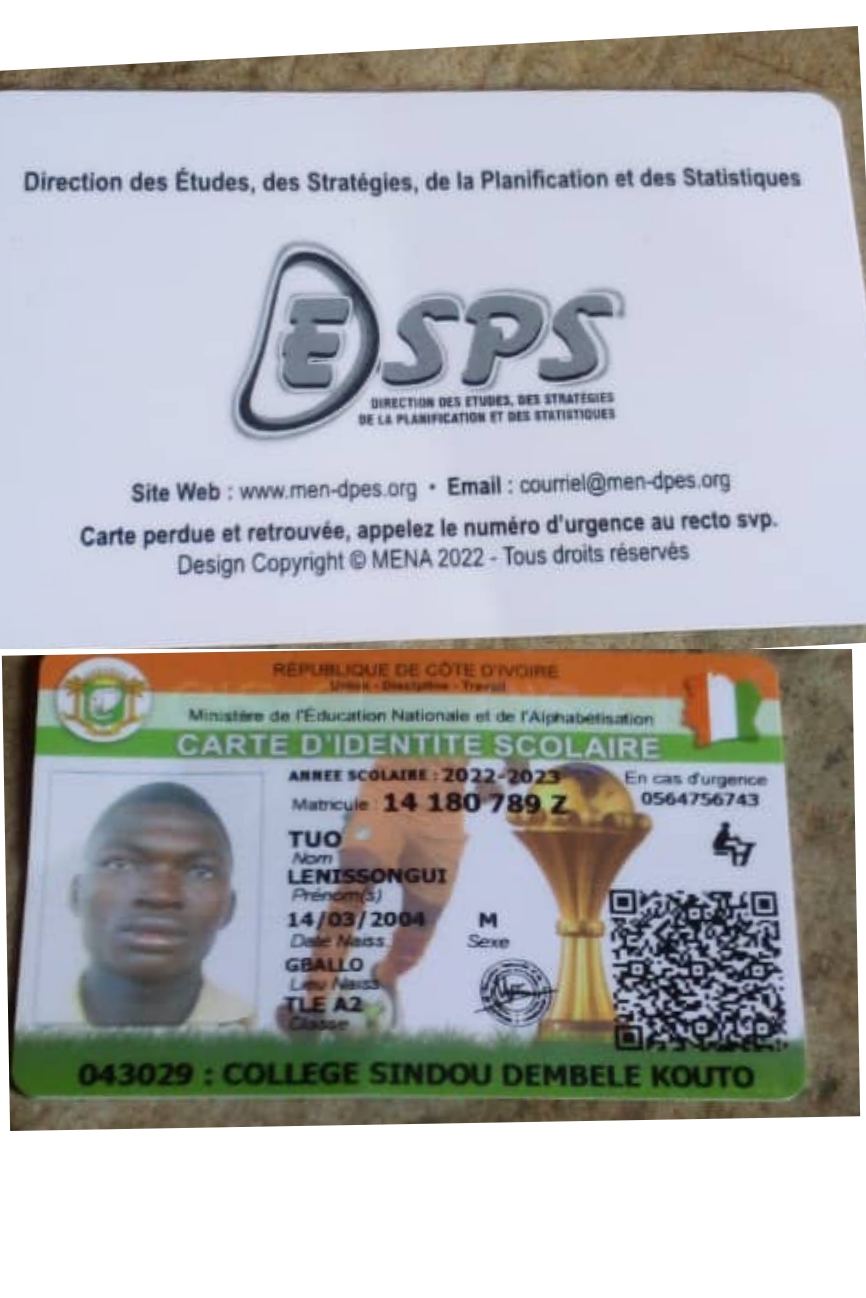 Direction des Études, des Stratégies, de la Planification et des Statistiques
ESPS
DIRECTION DES ETUDES, DES STRATÉGIES
DE LA PLANIFICATION ET DES STATISTIQUES
Site Web : www.men-dpes.org • Email : courriel@men-dpes.org
Carte perdue et retrouvée, appelez le numéro d'urgence au recto svp.
Design Copyright © MENA 2022 - Tous droits réservés
RÉPUBLIQUE DE CÔTE D'IVOIRE
Union - Discipline - Travail
Ministère de l'Éducation Nationale et de l'Alphabétisation
CARTE D'IDENTITE SCOLAIRE
ANNEE SCOLAIRE : 2022-2023
En cas d'urgence
0564756743
Matricule : 14 180 789 Z
TUO
Nom
LENISSONGUI
Prénom(s)
14/03/2004 M
Date Naiss. Sexe
GBALLO
Lieu Naiss
TLE A2
Classe
043029 : COLLEGE SINDOU DEMBELE KOUTO